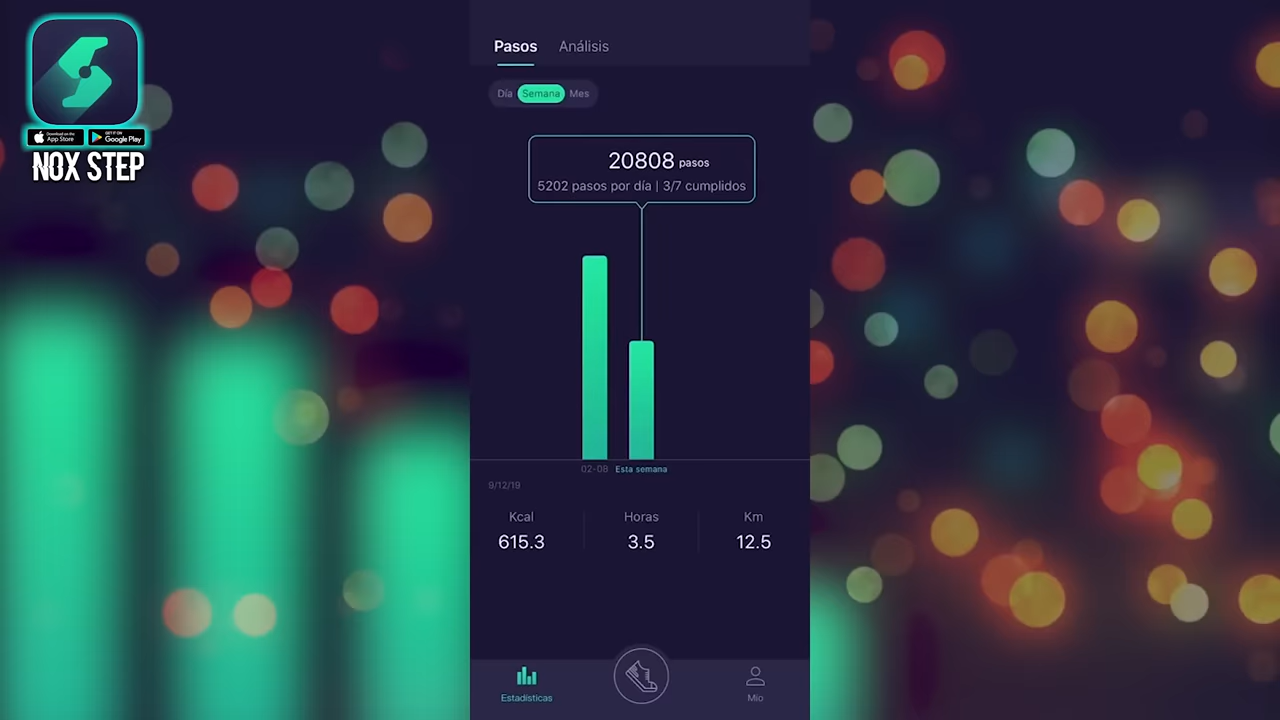 Download on the
App Store
GET IT ON
Google Play
NOX STEP
Pasos
Análisis
Día
Semana
Mes
20808 pasos
5202 pasos por día | 3/7 cumplidos
02-08
Esta semana
9/12/19
Kcal
Horas
Km
615.3
3.5
12.5
Estadísticas
Mio